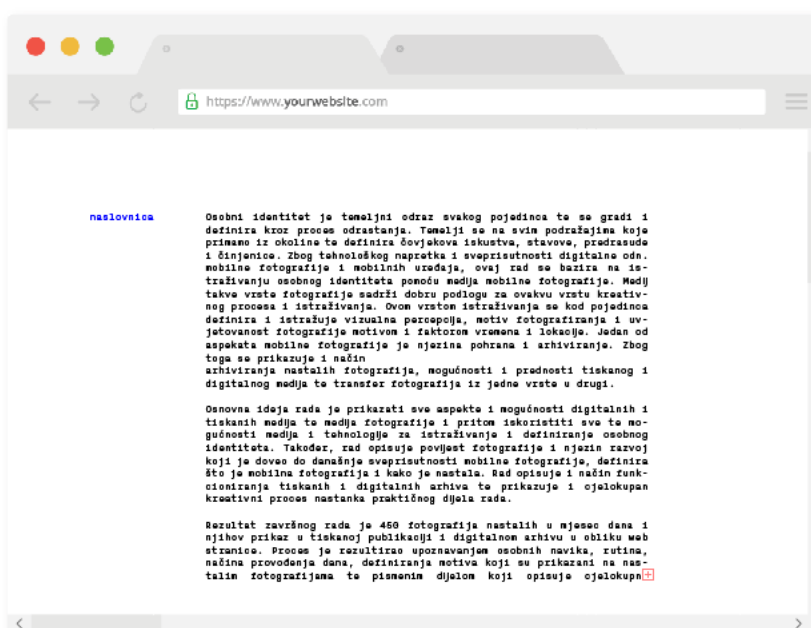 https://www.yourwebsite.com
naslovnica
Osobni identitet je temeljni odraz svakog pojedinca te se gradi i
definira kroz proces odrastanja. Temelji se na svim podražajima koje
primamo iz okoline te definira čovjekova iskustva, stavove, predrasude
i činjenice. Zbog tehnološkog napretka i sveprisutnosti digitalne odn.
mobilne fotografije i mobilnih uređaja, ovaj rad se bazira na is-
traživanju osobnog identiteta pomoću medija mobilne fotografije. Medij
takve vrste fotografije sadrži dobru podlogu za ovakvu vrstu kreativ-
nog procesa i istraživanja. Ovom vrstom istraživanja se kod pojedinca
definira i istražuje vizualna percepcija, motiv fotografiranja i uv-
jetovanost fotografije motivom i faktorom vremena i lokacije. Jedan od
aspekata mobilne fotografije je njezina pohrana i arhiviranje. Zbog
toga se prikazuje i način
arhiviranja nastalih fotografija, mogućnosti i prednosti tiskanog i
digitalnog medija te transfer fotografija iz jedne vrste u drugi.
Osnovna ideja rada je prikazati sve aspekte i mogućnosti digitalnih i
tiskanih medija te medija fotografije i pritom iskoristiti sve te mo-
gućnosti medija i tehnologije za istraživanje i definiranje osobnog
identiteta. Također, rad opisuje povijest fotografije i njezin razvoj
koji je doveo do današnje sveprisutnosti mobilne fotografije, definira
što je mobilna fotografija i kako je nastala. Rad opisuje i način funk-
cioniranja tiskanih i digitalnih arhiva te prikazuje i cjelokupan
kreativni proces nastanka praktičnog dijela rada.
Rezultat završnog rada je 450 fotografija nastalih u mjesec dana i
njihov prikaz u tiskanoj publikaciji i digitalnom arhivu u obliku web
stranice. Proces je rezultirao upoznavanjem osobnih navika, rutina,
načina provođenja dana, definiranja motiva koji su prikazani na nas-
talim fotografijama te pismenim dijelom koji opisuje cjelokupn